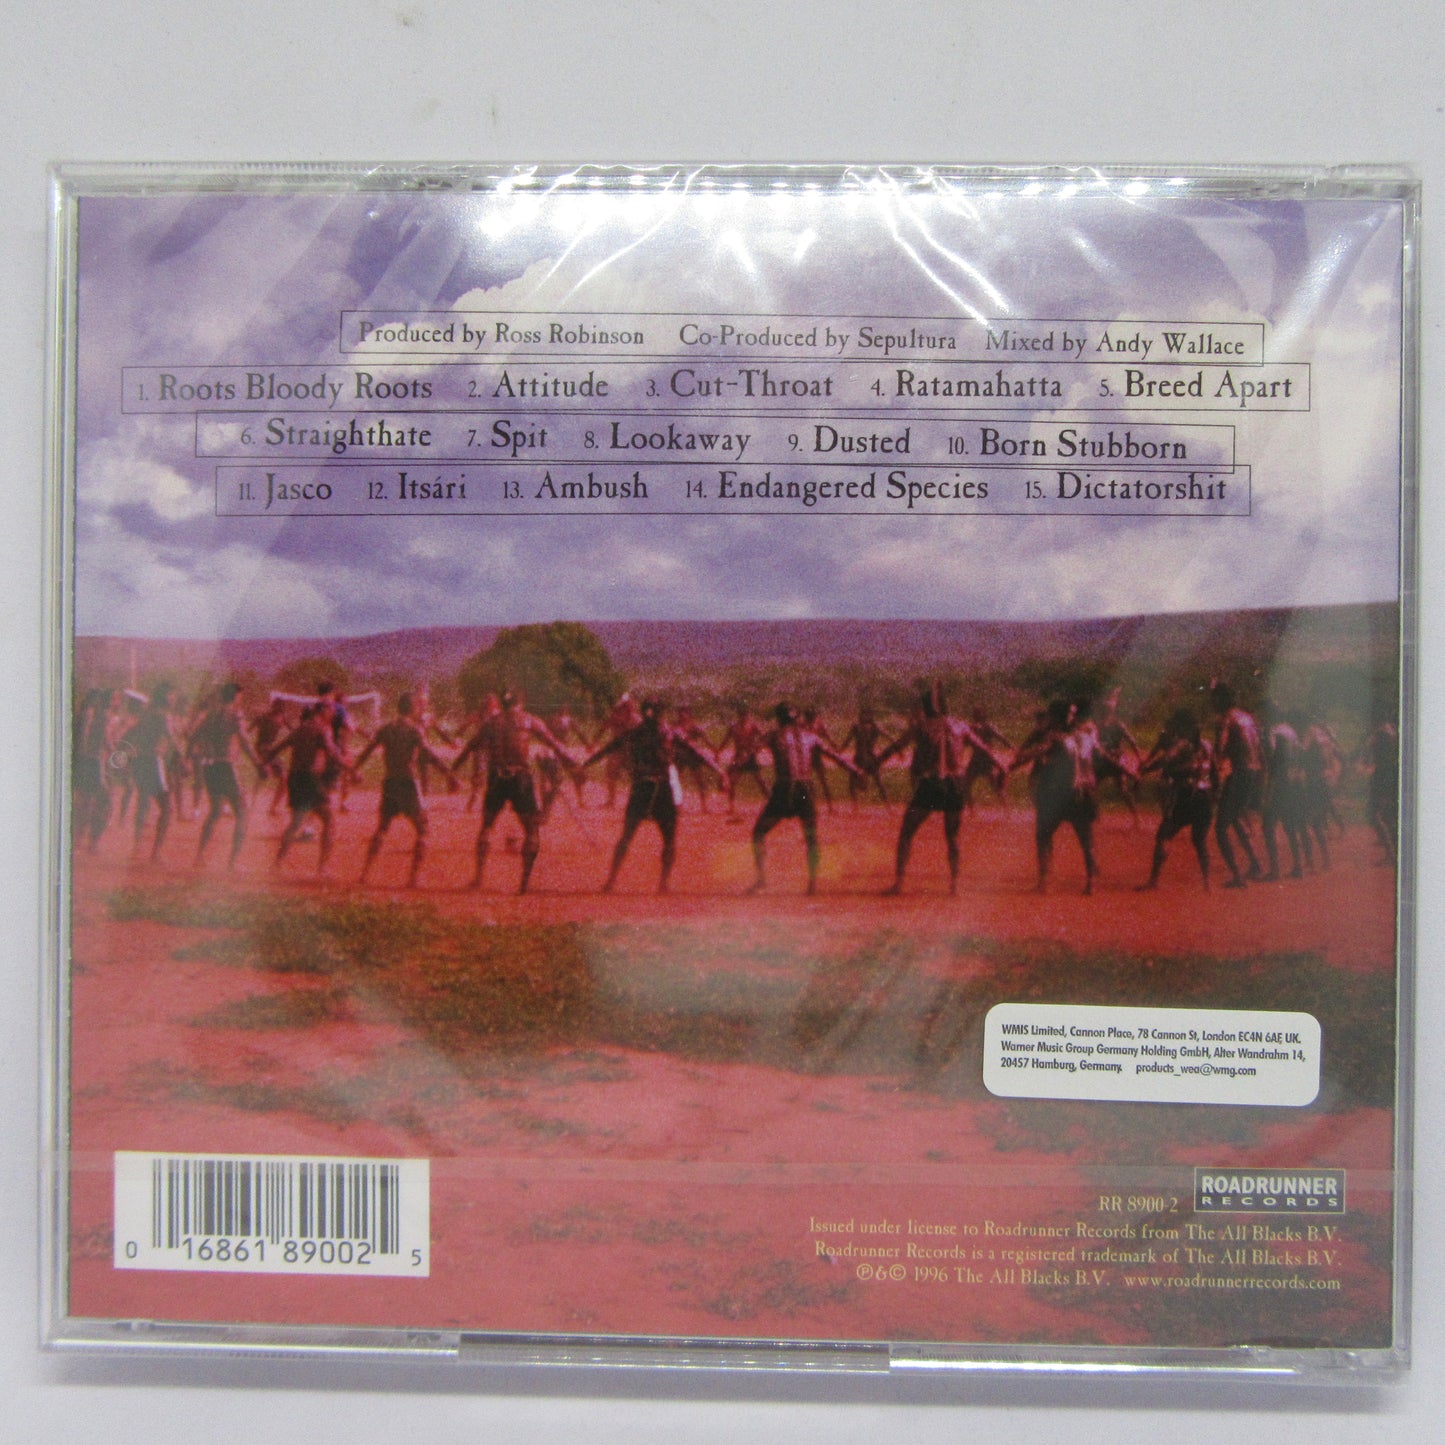 Produced by Ross Robinson Co-Produced by Sepultura Mixed by Andy Wallace
1. Roots Bloody Roots 2. Attitude 3. Cut-Throat 4. Ratamahatta 5. Breed Apart
6. Straighthate 7. Spit 8. Lookaway 9. Dusted 10. Born Stubborn
11. Jasco 12. Itsári 13. Ambush 14. Endangered Species 15. Dictatorshit
WMIS Limited, Cannon Place, 78 Cannon St, London EC4N 6AF, UK.
Warner Music Group Germany Holding GmbH, Alter Wandrahm 14,
20457 Hamburg, Germany. products_wea@wmg.com
ROADRUNNER
RECORDS
RR 8900-2
Issued under license to Roadrunner Records from The All Blacks B.V.
Roadrunner Records is a registered trademark of The All Blacks B.V.
℗&© 1996 The All Blacks B.V. www.roadrunnerrecords.com
0 16861 89002 5